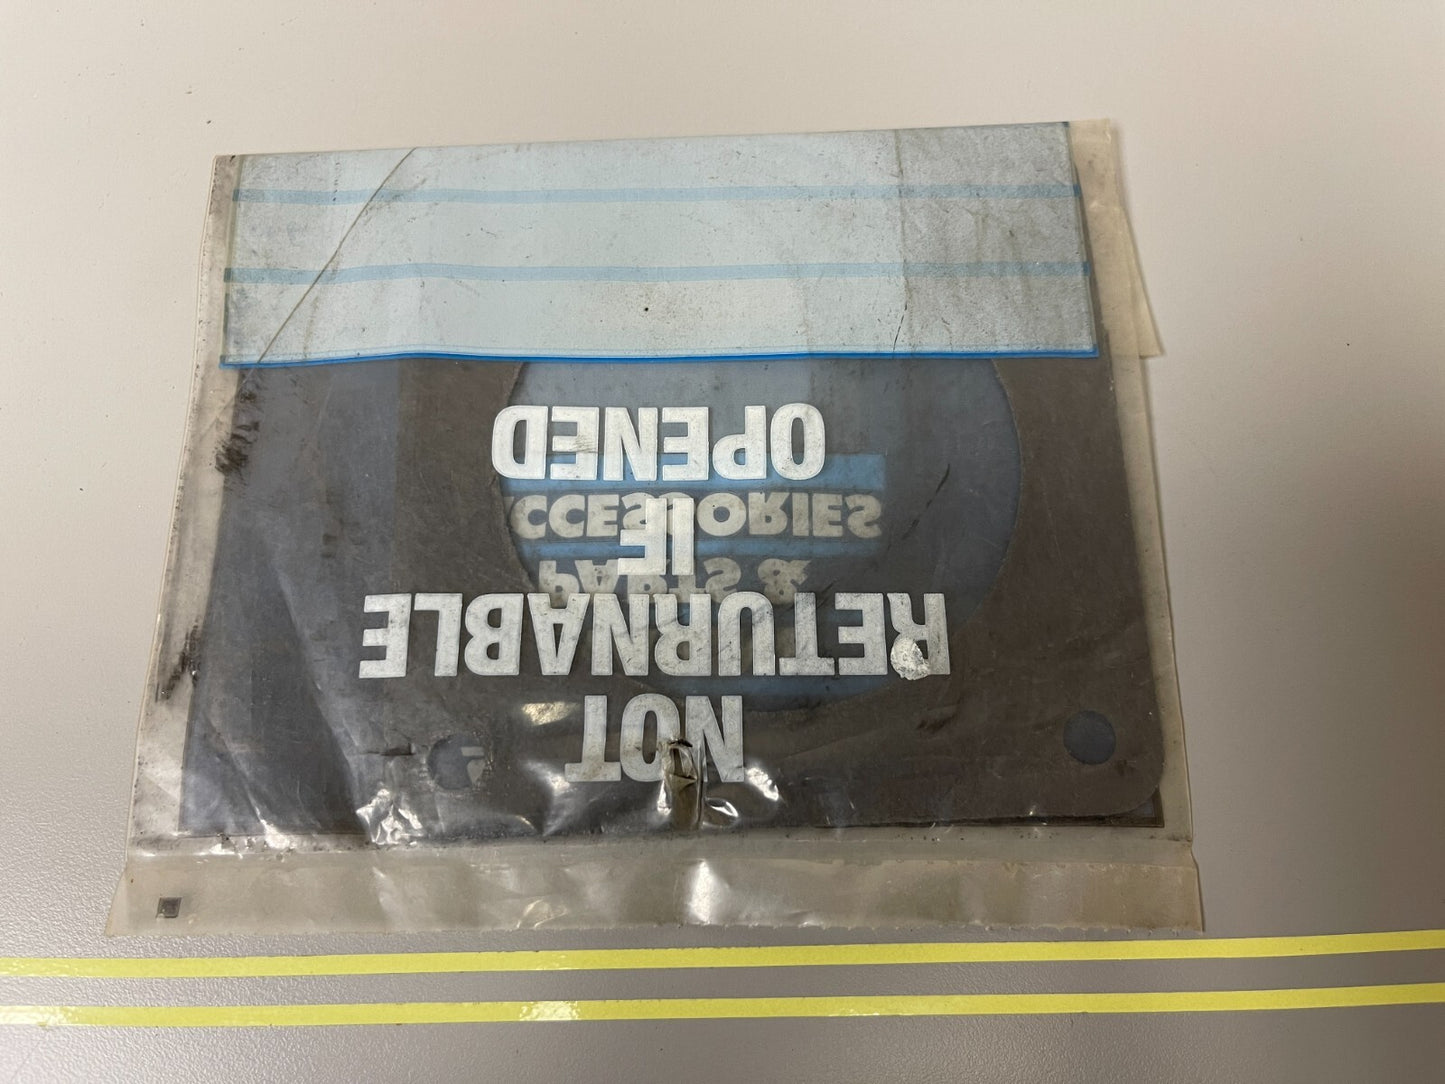 NOT
RETURNABLE
IF
OPENED
PARTS &
ACCESSORIES